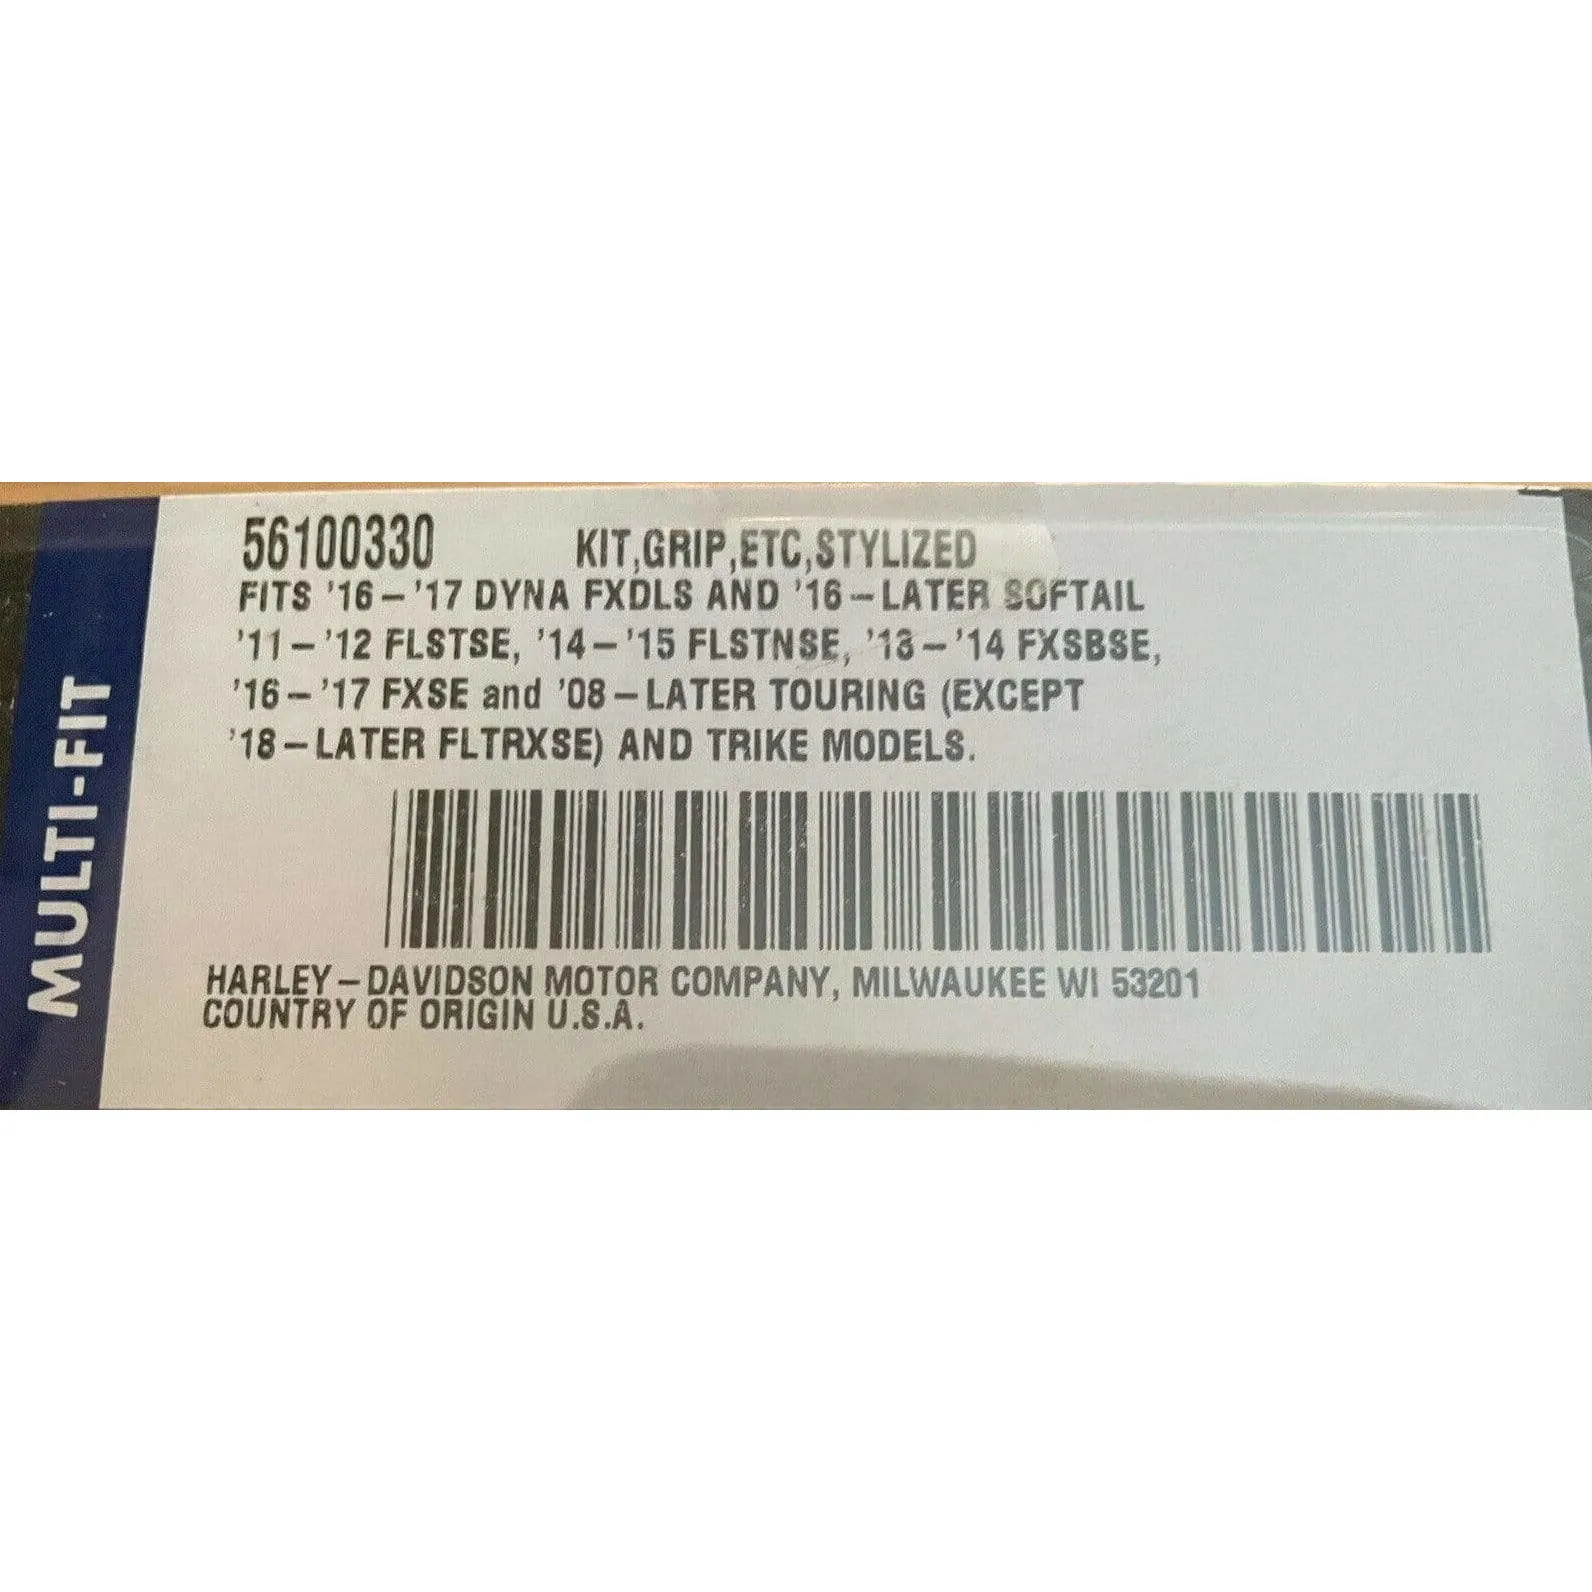 56100330 KIT,GRIP,ETC,STYLIZED
FITS '16-'17 DYNA FXDLS AND '16-LATER SOFTAIL
'11-'12 FLSTSE, '14-'15 FLSTNSE, '13-'14 FXSBSE,
'16-'17 FXSE and '08-LATER TOURING (EXCEPT
'18-LATER FLTRXSE) AND TRIKE MODELS.
HARLEY-DAVIDSON MOTOR COMPANY, MILWAUKEE WI 53201
COUNTRY OF ORIGIN U.S.A.
MULTI-FIT